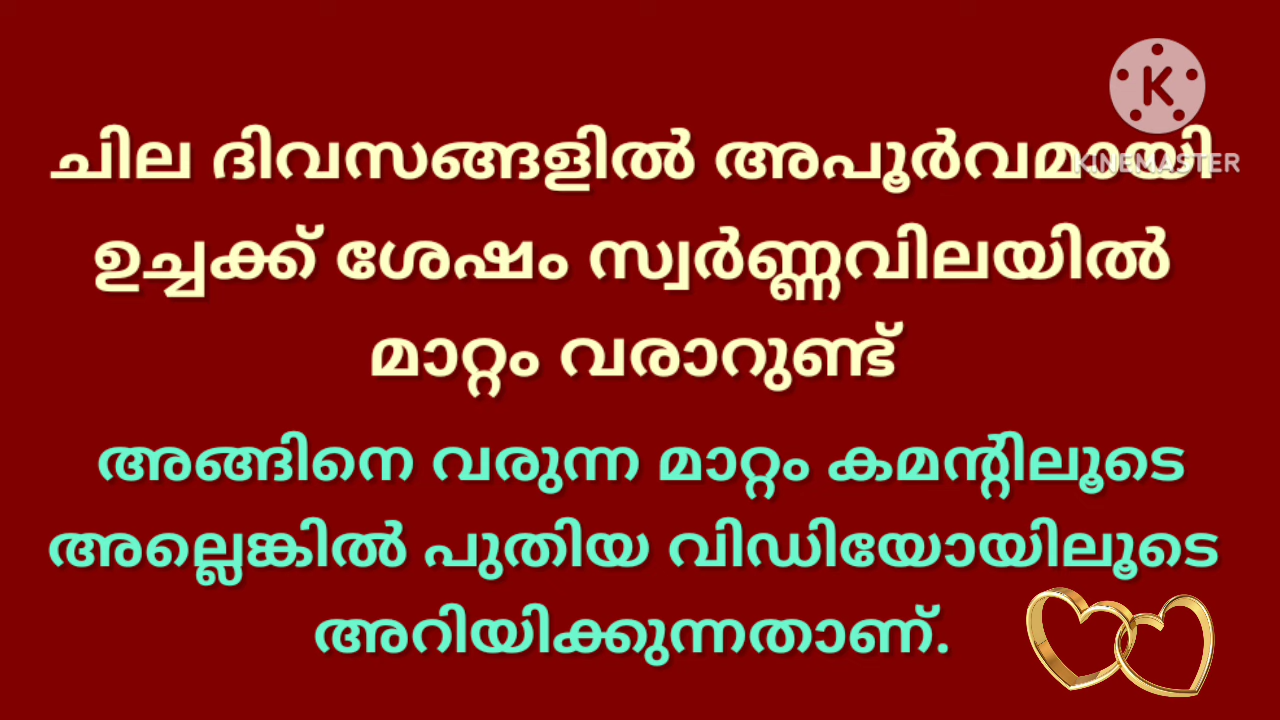 K
KINEMASTER
ചില ദിവസങ്ങളിൽ അപൂർവമായി
ഉച്ചക്ക് ശേഷം സ്വർണ്ണവിലയിൽ
മാറ്റം വരാറുണ്ട്
അങ്ങിനെ വരുന്ന മാറ്റം കമന്റിലൂടെ
അല്ലെങ്കിൽ പുതിയ വിഡിയോയിലൂടെ
അറിയിക്കുന്നതാണ്.